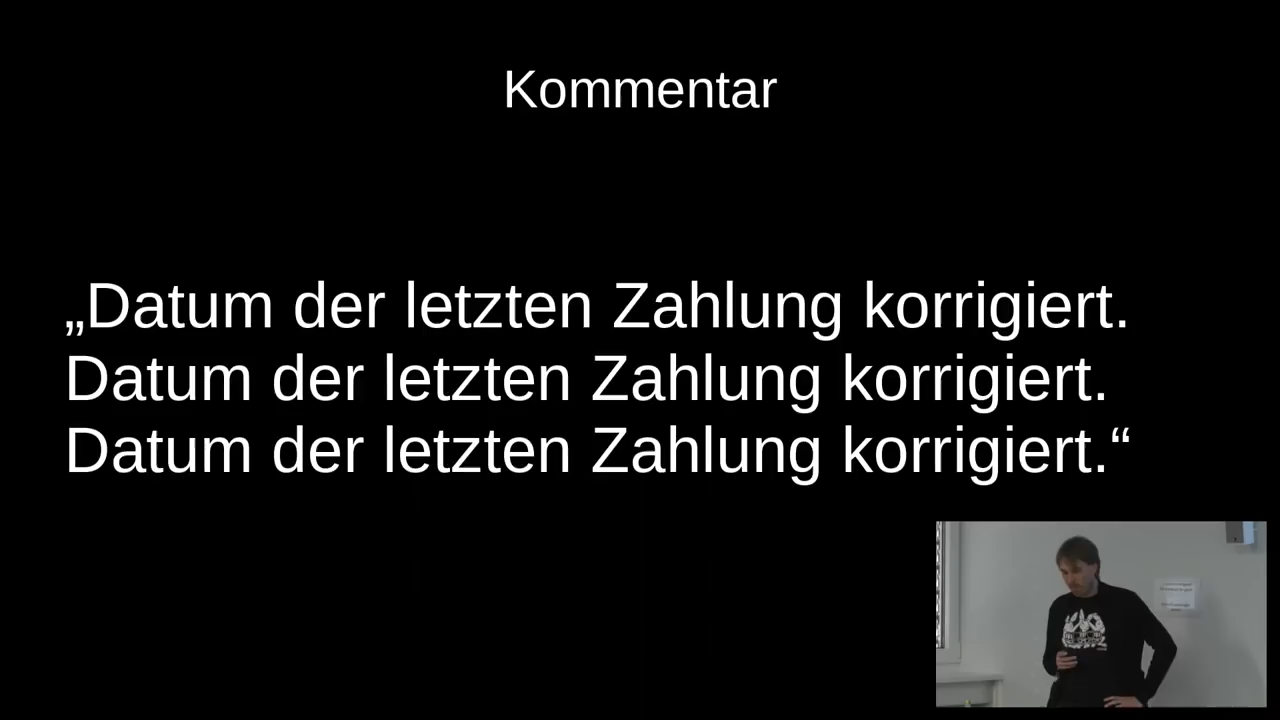 Kommentar
„Datum der letzten Zahlung korrigiert.
Datum der letzten Zahlung korrigiert.
Datum der letzten Zahlung korrigiert.“